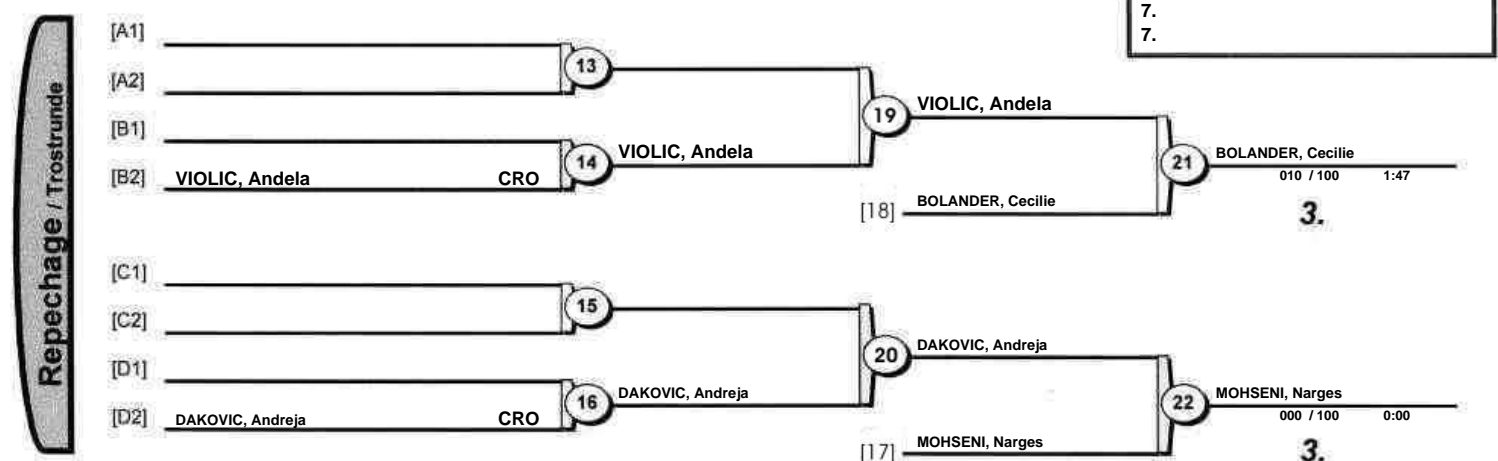 7.
7.
Repechage / Trostrunde
[A1]
13
[A2]
[B1]
19 VIOLIC, Andela
14 VIOLIC, Andela
[B2] VIOLIC, Andela CRO
21 BOLANDER, Cecilie
010 / 100 1:47
[18] BOLANDER, Cecilie
3.
[C1]
15
[C2]
20 DAKOVIC, Andreja
[D1]
16 DAKOVIC, Andreja
22 MOHSENI, Narges
000 / 100 0:00
[D2] DAKOVIC, Andreja CRO
[17] MOHSENI, Narges
3.